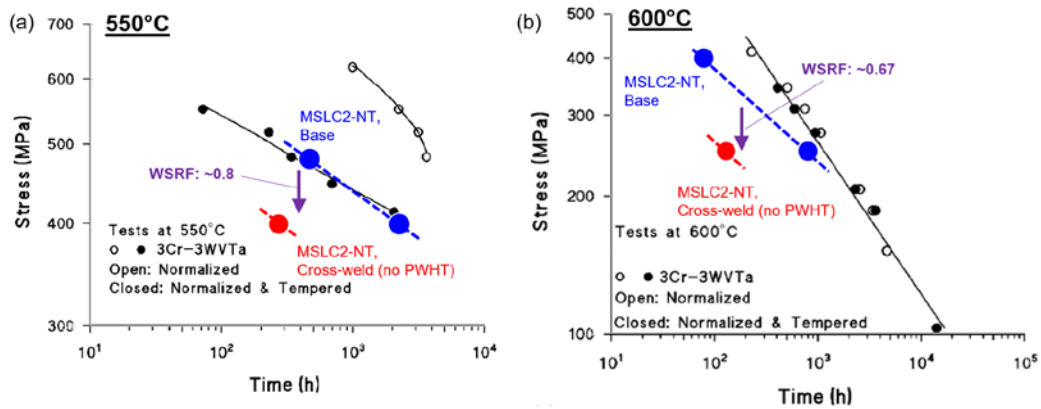 (a)
550°C
700
600
500
400
300
Stress (MPa)
MSLC2-NT,
Base
WSRF: ~0.8
Tests at 550°C
3Cr–3WVTa
Open: Normalized
Closed: Normalized & Tempered
MSLC2-NT,
Cross-weld (no PWHT)
10¹
10²
10³
10⁴
Time (h)
(b)
600°C
500
400
300
200
100
Stress (MPa)
WSRF: ~0.67
MSLC2-NT,
Base
MSLC2-NT,
Cross-weld (no PWHT)
Tests at 600°C
3Cr–3WVTa
Open: Normalized
Closed: Normalized & Tempered
10¹
10²
10³
10⁴
10⁵
Time (h)